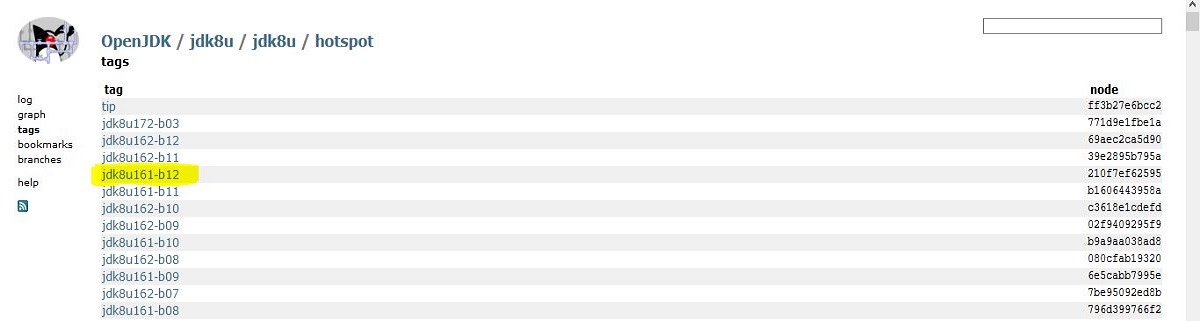 OpenJDK / jdk8u / jdk8u / hotspot
tags
log
graph
tags
bookmarks
branches
help
tag node
tip ff3b27e6bcc2
jdk8u172-b03 771d9e1fbe1a
jdk8u162-b12 69aec2ca5d90
jdk8u162-b11 39e2895b795a
jdk8u161-b12 210f7ef62595
jdk8u161-b11 b1606443958a
jdk8u162-b10 c3618e1cdefd
jdk8u162-b09 02f9409295f9
jdk8u161-b10 b9a9aa038ad8
jdk8u162-b08 080cfab19320
jdk8u161-b09 6e5cabb7995e
jdk8u162-b07 7be95092ed8b
jdk8u161-b08 796d399766f2